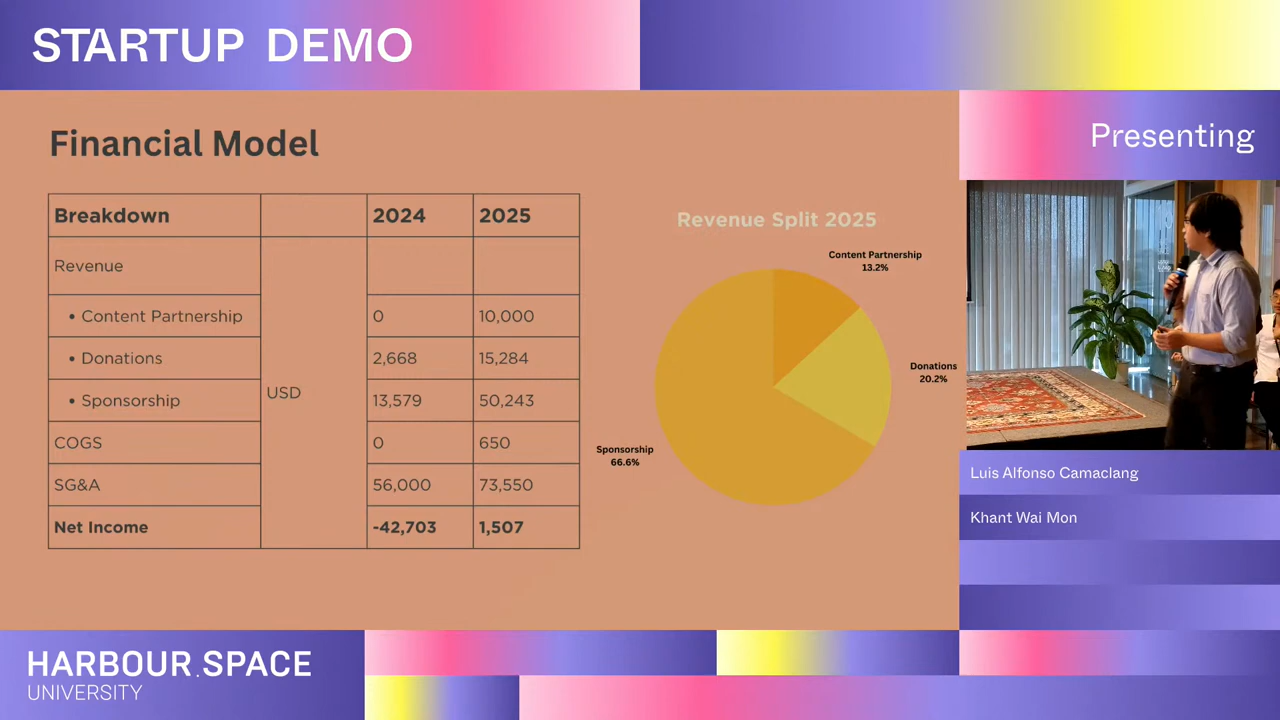 STARTUP DEMO
Presenting
Financial Model
Breakdown 2024 2025
Revenue
• Content Partnership 0 10,000
• Donations 2,668 15,284
• Sponsorship 13,579 50,243
USD
COGS 0 650
SG&A 56,000 73,550
Net Income -42,703 1,507
Revenue Split 2025
Content Partnership
13.2%
Donations
20.2%
Sponsorship
66.6%
Luis Alfonso Camaclang
Khant Wai Mon
HARBOUR.SPACE
UNIVERSITY